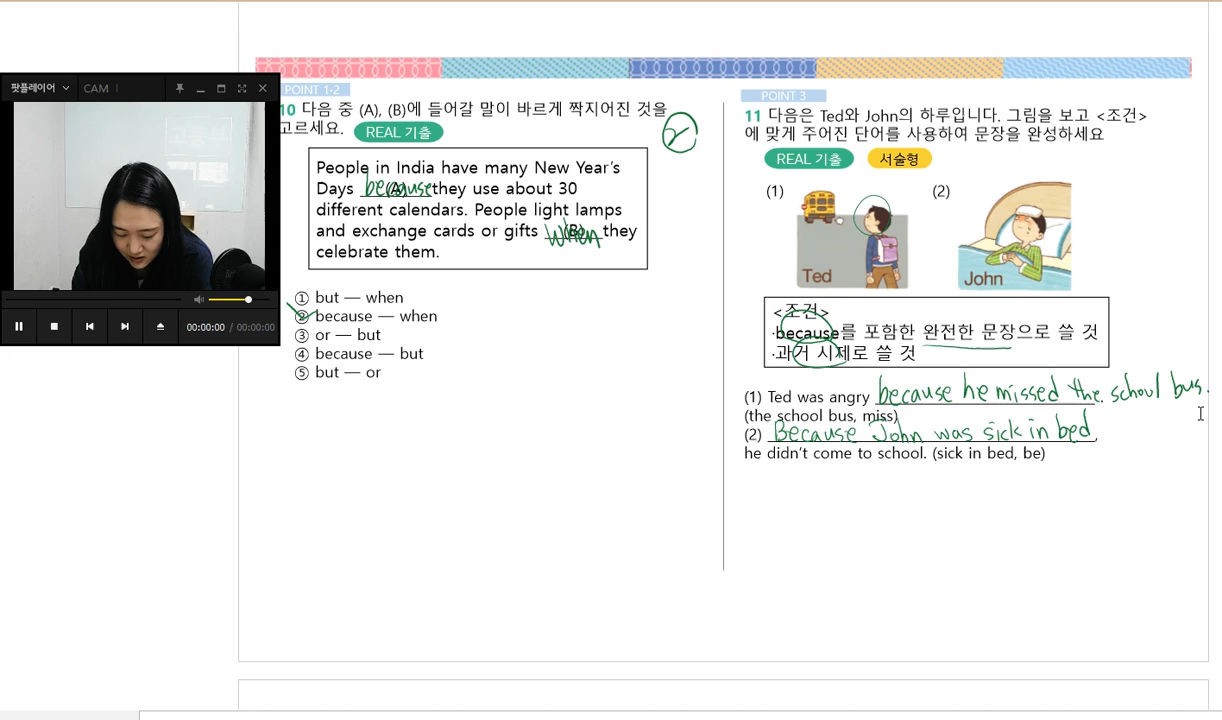 팟플레이어 CAM
00:00:00 / 00:00:00
POINT 1·2
10 다음 중 (A), (B)에 들어갈 말이 바르게 짝지어진 것을
고르세요. REAL 기출
People in India have many New Year's
Days (A) because they use about 30
different calendars. People light lamps
and exchange cards or gifts (B) when they
celebrate them.
① but — when
② because — when
③ or — but
④ because — but
⑤ but — or
POINT 3
11 다음은 Ted와 John의 하루입니다. 그림을 보고 <조건>
에 맞게 주어진 단어를 사용하여 문장을 완성하세요
REAL 기출 서술형
(1) (2)
Ted John
<조건>
·because를 포함한 완전한 문장으로 쓸 것
·과거 시제로 쓸 것
(1) Ted was angry because he missed the school bus.
(the school bus, miss)
(2) Because John was sick in bed,
he didn't come to school. (sick in bed, be)